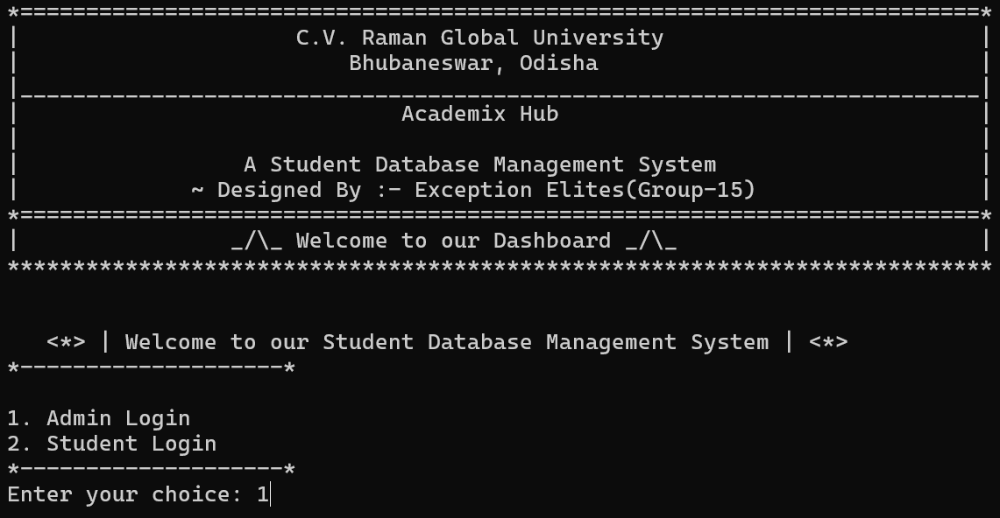 *=========================================================================*
|                     C.V. Raman Global University                        |
|                         Bhubaneswar, Odisha                             |
|_________________________________________________________________________|
|                             Academix Hub                                |
|                                                                         |
|                 A Student Database Management System                    |
|             ~ Designed By :- Exception Elites(Group-15)                 |
*=========================================================================*
|                _/\_ Welcome to our Dashboard _/\_                       |
***************************************************************************
   <*> | Welcome to our Student Database Management System | <*>
*--------------------*
1. Admin Login
2. Student Login
*--------------------*
Enter your choice: 1